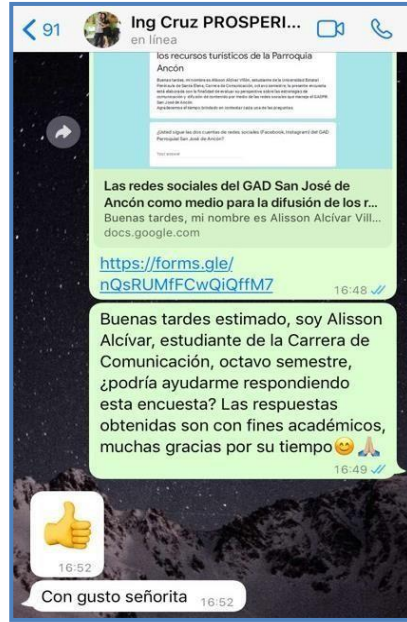 91
Ing Cruz PROSPERI...
en línea
los recursos turísticos de la Parroquia
Ancón
Las redes sociales del GAD San José de
Ancón como medio para la difusión de los r...
Buenas tardes, mi nombre es Alisson Alcívar Vill...
docs.google.com
https://forms.gle/
nQsRUMfFCwQiQffM7
16:48
Buenas tardes estimado, soy Alisson
Alcívar, estudiante de la Carrera de
Comunicación, octavo semestre,
¿podría ayudarme respondiendo
esta encuesta? Las respuestas
obtenidas son con fines académicos,
muchas gracias por su tiempo😊🙏🏼
16:49
👍
16:52
Con gusto señorita 16:52